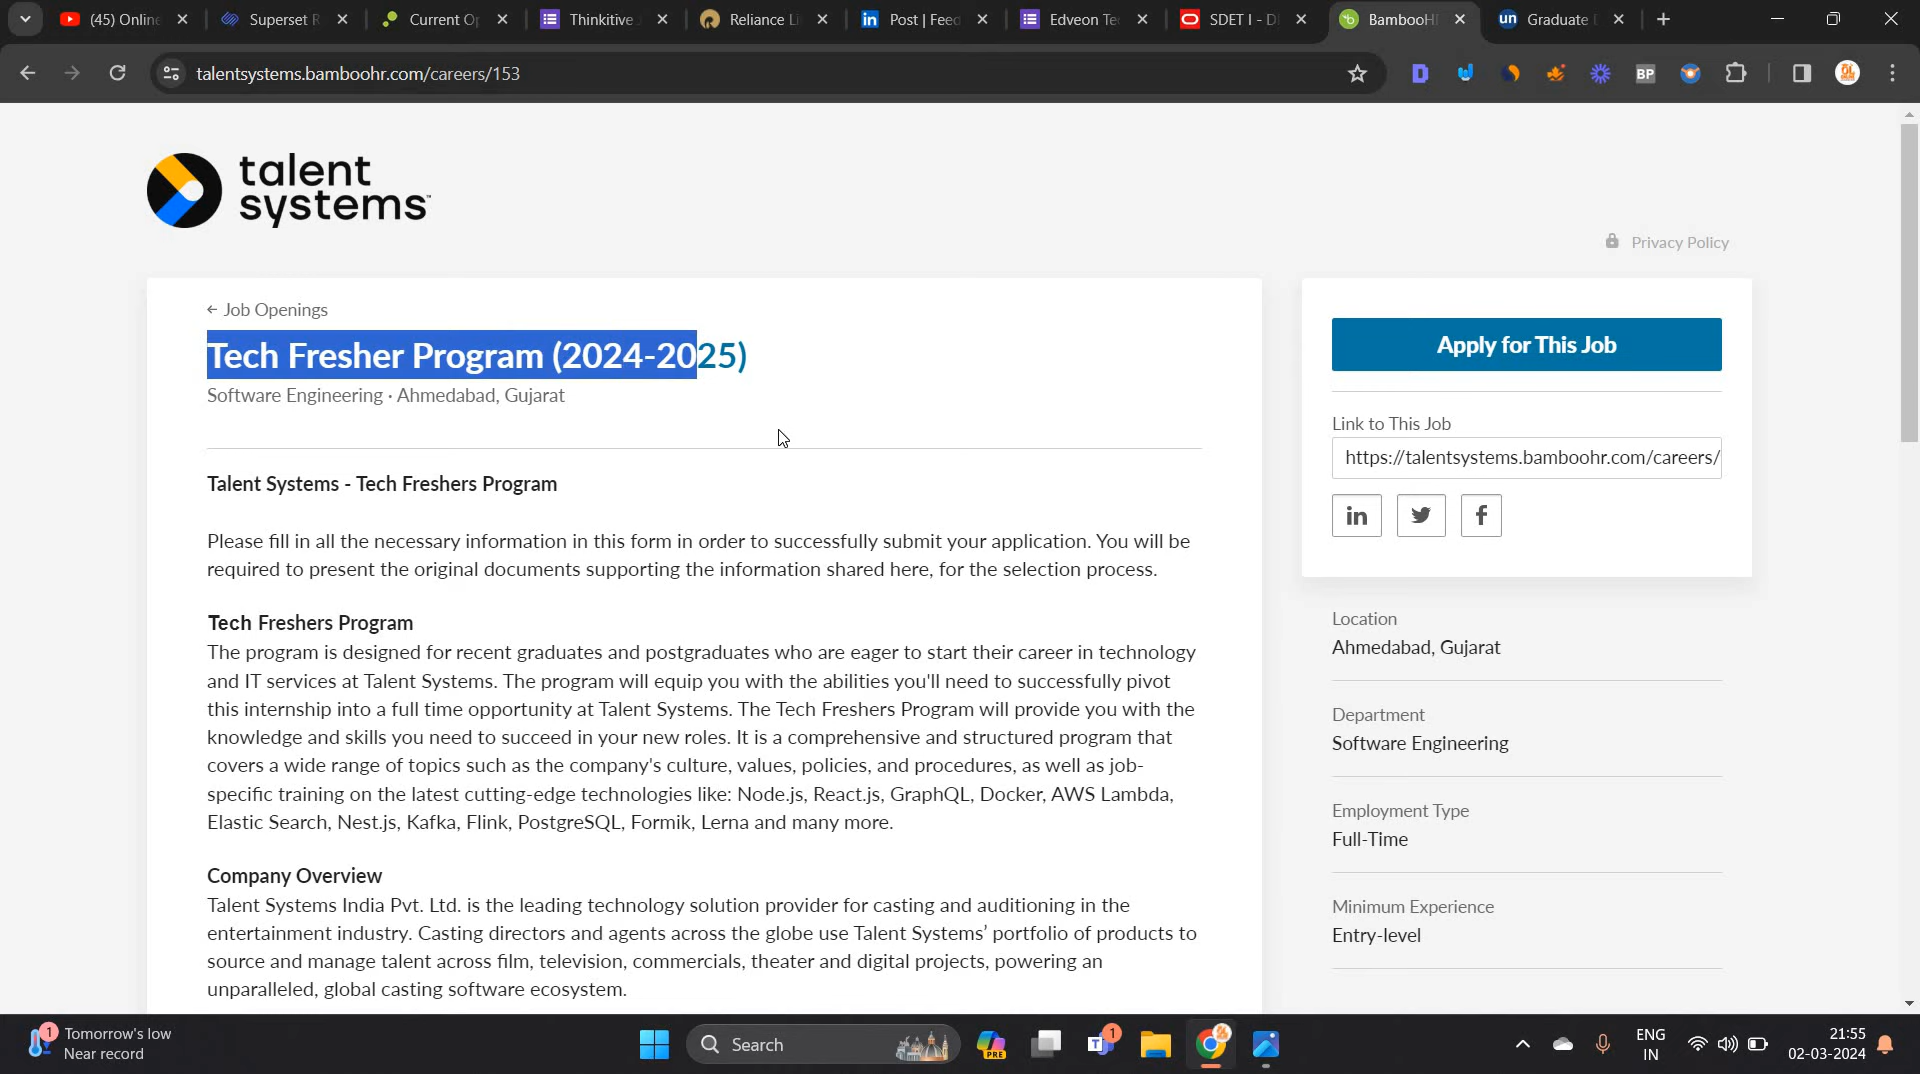 (45) Online
Superset R
Current Op
Thinkitive
Reliance Li
Post | Feed
Edveon Te
SDET I - D
BambooH
Graduate
talentsystems.bamboohr.com/careers/153
BP
talent
systems
Privacy Policy
← Job Openings
Tech Fresher Program (2024-2025)
Software Engineering · Ahmedabad, Gujarat
Talent Systems - Tech Freshers Program
Please fill in all the necessary information in this form in order to successfully submit your application. You will be
required to present the original documents supporting the information shared here, for the selection process.
Tech Freshers Program
The program is designed for recent graduates and postgraduates who are eager to start their career in technology
and IT services at Talent Systems. The program will equip you with the abilities you'll need to successfully pivot
this internship into a full time opportunity at Talent Systems. The Tech Freshers Program will provide you with the
knowledge and skills you need to succeed in your new roles. It is a comprehensive and structured program that
covers a wide range of topics such as the company's culture, values, policies, and procedures, as well as job-
specific training on the latest cutting-edge technologies like: Node.js, React.js, GraphQL, Docker, AWS Lambda,
Elastic Search, Nest.js, Kafka, Flink, PostgreSQL, Formik, Lerna and many more.
Company Overview
Talent Systems India Pvt. Ltd. is the leading technology solution provider for casting and auditioning in the
entertainment industry. Casting directors and agents across the globe use Talent Systems’ portfolio of products to
source and manage talent across film, television, commercials, theater and digital projects, powering an
unparalleled, global casting software ecosystem.
Apply for This Job
Link to This Job
https://talentsystems.bamboohr.com/careers/
Location
Ahmedabad, Gujarat
Department
Software Engineering
Employment Type
Full-Time
Minimum Experience
Entry-level
1
Tomorrow's low
Near record
Search
PRE
1
ENG
IN
21:55
02-03-2024